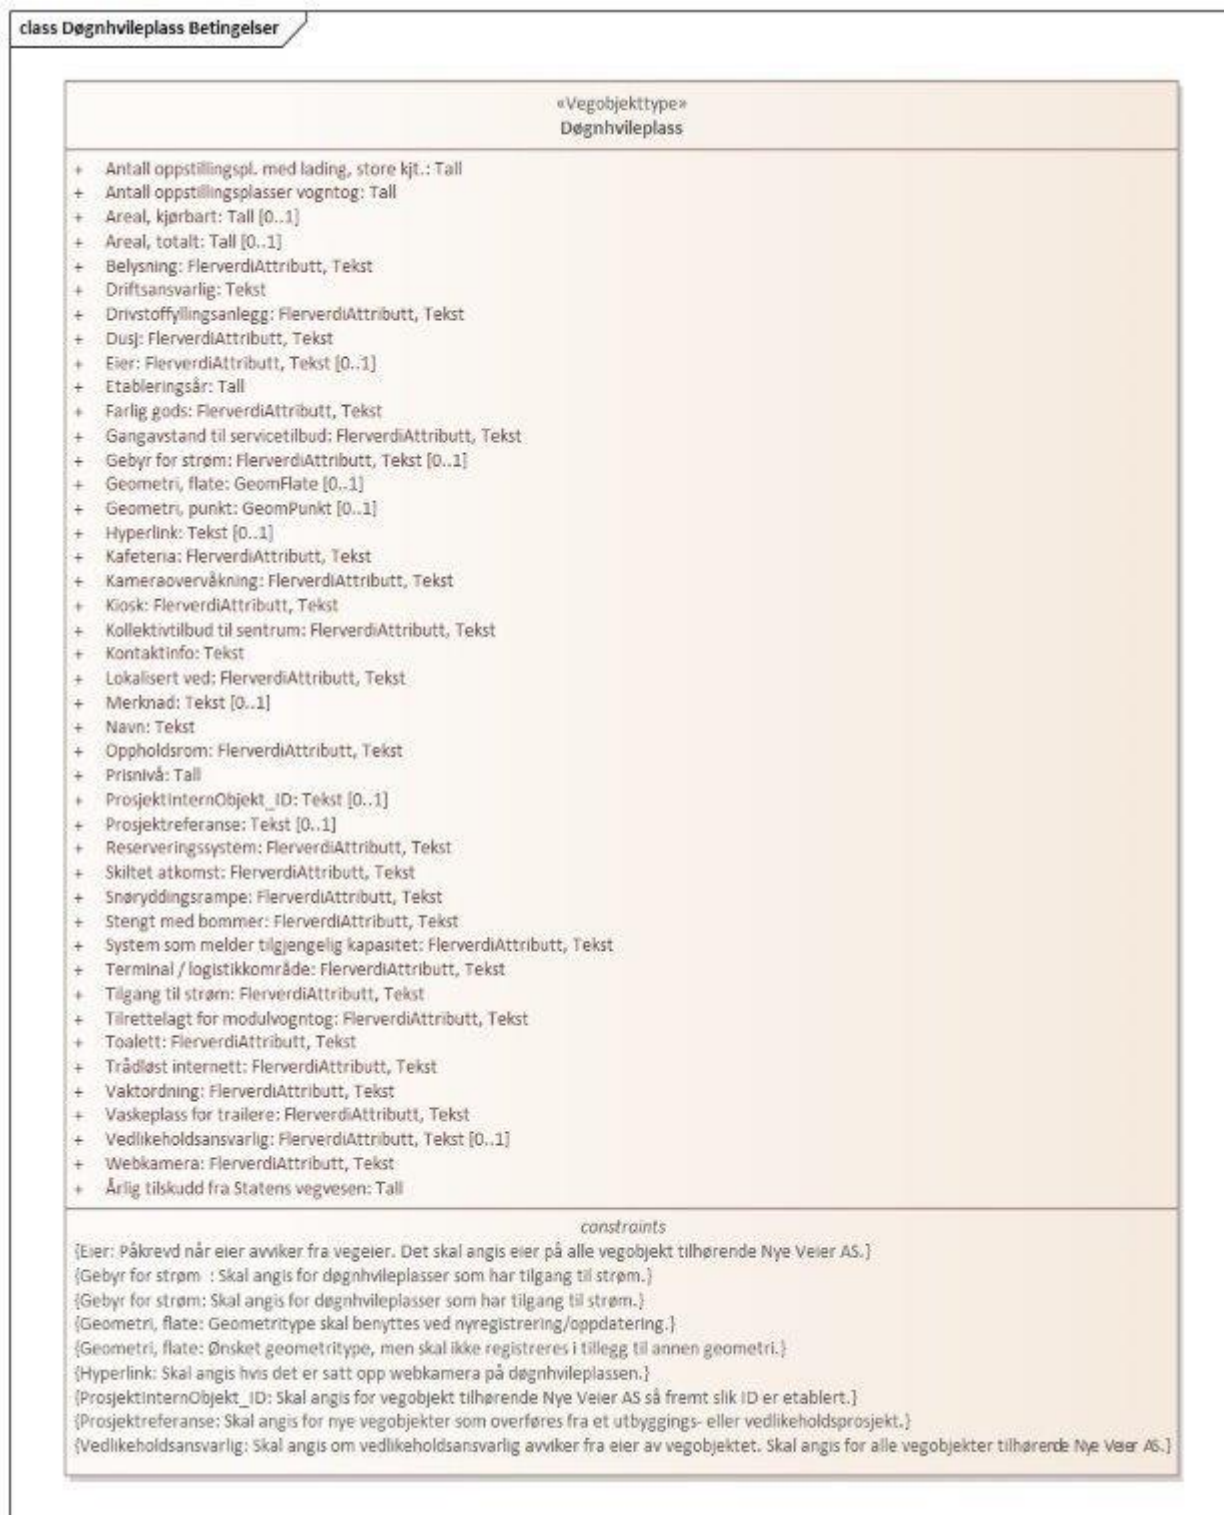 class Døgnhvileplass Betingelser
«Vegobjekttype»
Døgnhvileplass
+ Antall oppstillingspl. med lading, store kjt.: Tall
+ Antall oppstillingsplasser vogntog: Tall
+ Areal, kjørbart: Tall [0..1]
+ Areal, totalt: Tall [0..1]
+ Belysning: FlerverdiAttributt, Tekst
+ Driftsansvarlig: Tekst
+ Drivstoffyllingsanlegg: FlerverdiAttributt, Tekst
+ Dusj: FlerverdiAttributt, Tekst
+ Eier: FlerverdiAttributt, Tekst [0..1]
+ Etableringsår: Tall
+ Farlig gods: FlerverdiAttributt, Tekst
+ Gangavstand til servicetilbud: FlerverdiAttributt, Tekst
+ Gebyr for strøm: FlerverdiAttributt, Tekst [0..1]
+ Geometri, flate: GeomFlate [0..1]
+ Geometri, punkt: GeomPunkt [0..1]
+ Hyperlink: Tekst [0..1]
+ Kafeteria: FlerverdiAttributt, Tekst
+ Kameraovervåkning: FlerverdiAttributt, Tekst
+ Kiosk: FlerverdiAttributt, Tekst
+ Kollektivtilbud til sentrum: FlerverdiAttributt, Tekst
+ Kontaktinfo: Tekst
+ Lokalisert ved: FlerverdiAttributt, Tekst
+ Merknad: Tekst [0..1]
+ Navn: Tekst
+ Oppholdsrom: FlerverdiAttributt, Tekst
+ Prisnivå: Tall
+ ProsjektInternObjekt_ID: Tekst [0..1]
+ Prosjektreferanse: Tekst [0..1]
+ Reserveringssystem: FlerverdiAttributt, Tekst
+ Skiltet atkomst: FlerverdiAttributt, Tekst
+ Snøryddingsrampe: FlerverdiAttributt, Tekst
+ Stengt med bommer: FlerverdiAttributt, Tekst
+ System som melder tilgjengelig kapasitet: FlerverdiAttributt, Tekst
+ Terminal / logistikkområde: FlerverdiAttributt, Tekst
+ Tilgang til strøm: FlerverdiAttributt, Tekst
+ Tilrettelagt for modulvogntog: FlerverdiAttributt, Tekst
+ Toalett: FlerverdiAttributt, Tekst
+ Trådløst internett: FlerverdiAttributt, Tekst
+ Vaktordning: FlerverdiAttributt, Tekst
+ Vaskeplass for trailere: FlerverdiAttributt, Tekst
+ Vedlikeholdsansvarlig: FlerverdiAttributt, Tekst [0..1]
+ Webkamera: FlerverdiAttributt, Tekst
+ Årlig tilskudd fra Statens vegvesen: Tall
constraints
{Eier: Påkrevd når eier avviker fra vegeier. Det skal angis eier på alle vegobjekt tilhørende Nye Veier AS.}
{Gebyr for strøm : Skal angis for døgnhvileplasser som har tilgang til strøm.}
{Gebyr for strøm: Skal angis for døgnhvileplasser som har tilgang til strøm.}
{Geometri, flate: Geometritype skal benyttes ved nyregistrering/oppdatering.}
{Geometri, flate: Ønsket geometritype, men skal ikke registreres i tillegg til annen geometri.}
{Hyperlink: Skal angis hvis det er satt opp webkamera på døgnhvileplassen.}
{ProsjektInternObjekt_ID: Skal angis for vegobjekt tilhørende Nye Veier AS så fremt slik ID er etablert.}
{Prosjektreferanse: Skal angis for nye vegobjekter som overføres fra et utbyggings- eller vedlikeholdsprosjekt.}
{Vedlikeholdsansvarlig: Skal angis om vedlikeholdsansvarlig avviker fra eier av vegobjektet. Skal angis for alle vegobjekter tilhørende Nye Veier AS.}